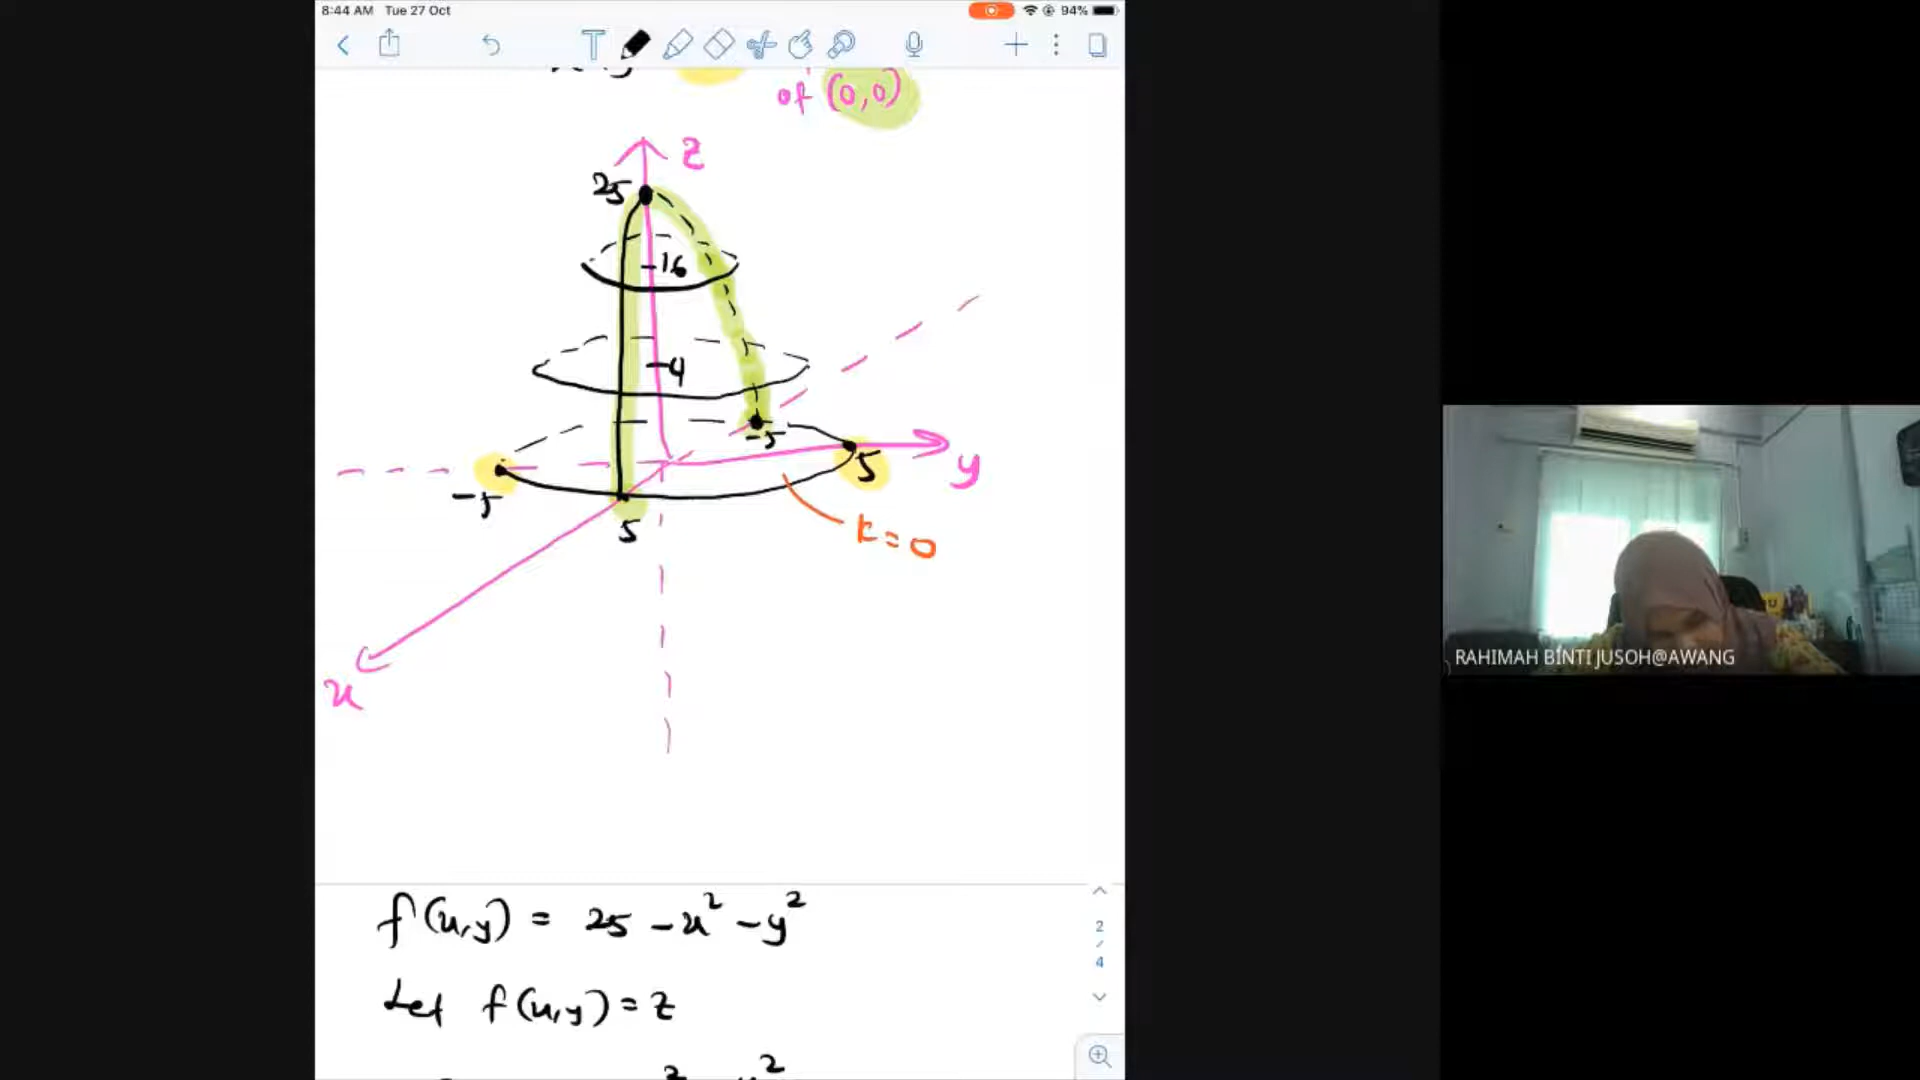 8:44 AM Tue 27 Oct
94%
T
of (0,0)
z
25
-16
-4
-5
5
y
-5
5
k = 0
x
f(x,y) = 25 - x² - y²
Let f(x,y) = z
2
/
4
RAHIMAH BINTI JUSOH@AWANG